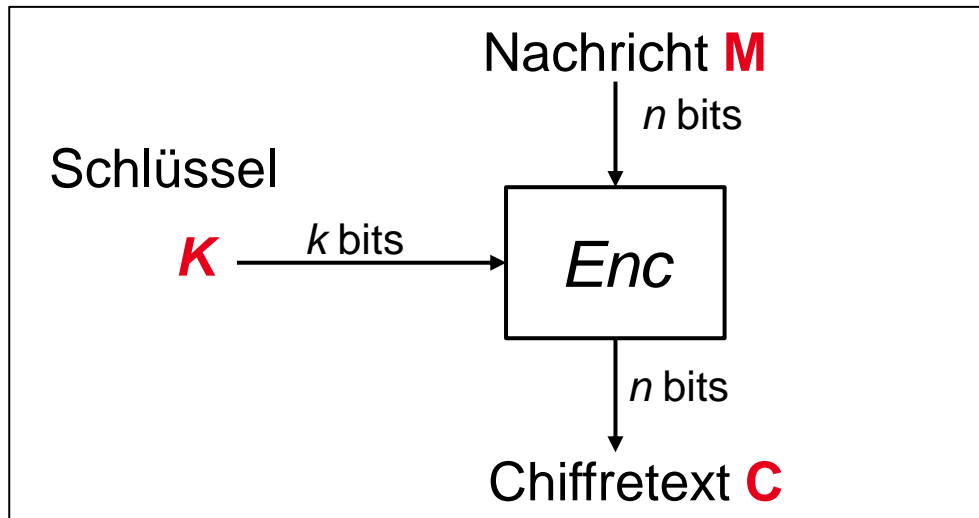 Nachricht M
n bits
Schlüssel
K
k bits
Enc
n bits
Chiffretext C